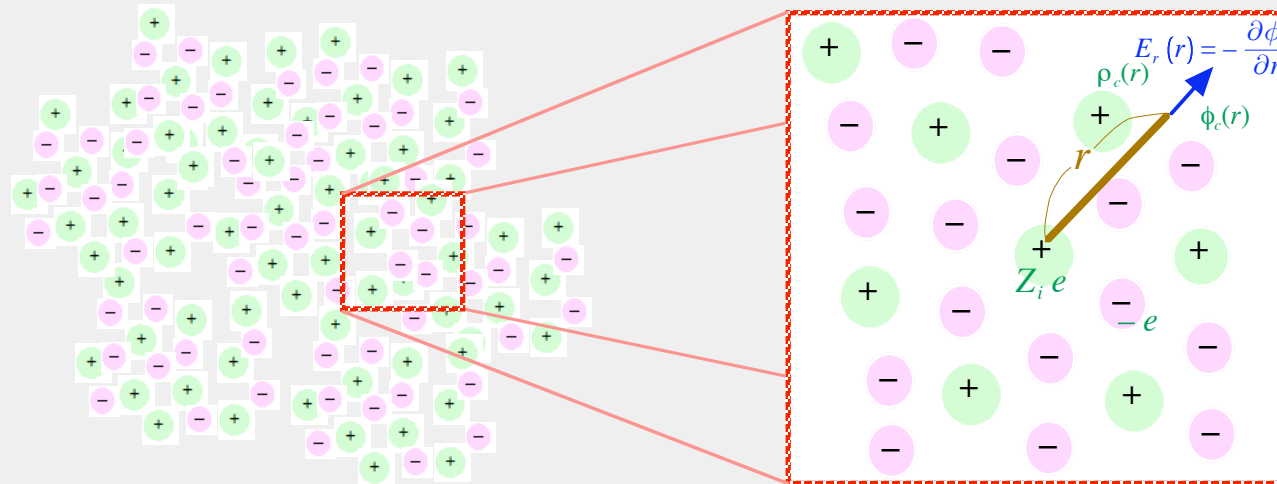 E_r (r) = - ∂ϕ/∂r
ρ_c(r)
ϕ_c(r)
r
Z_i e
− e